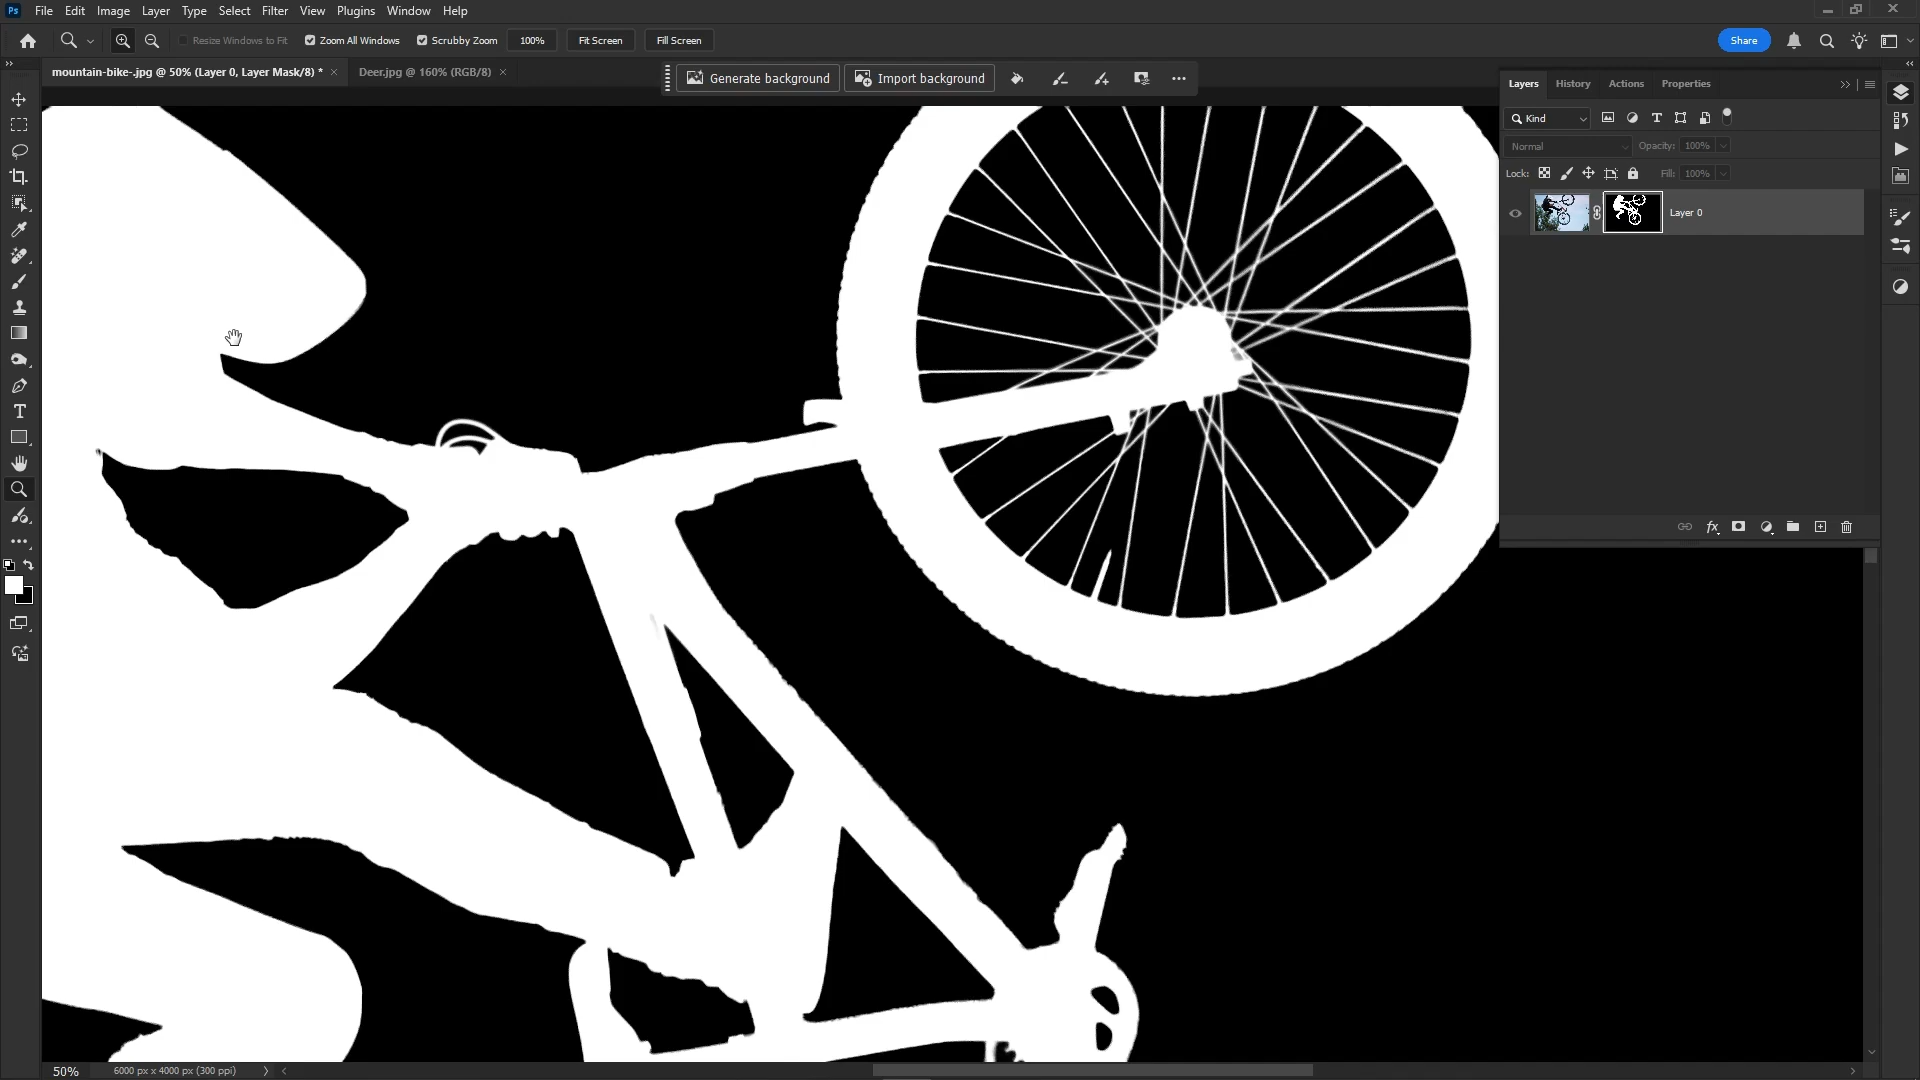 Ps File Edit Image Layer Type Select Filter View Plugins Window Help
Resize Windows to Fit Zoom All Windows Scrubby Zoom 100% Fit Screen Fill Screen Share
mountain-bike-.jpg @ 50% (Layer 0, Layer Mask/8) * Deer.jpg @ 160% (RGB/8)
Generate background Import background
Layers History Actions Properties
Kind
Normal Opacity: 100%
Lock: Fill: 100%
Layer 0
fx
50% 6000 px x 4000 px (300 ppi)